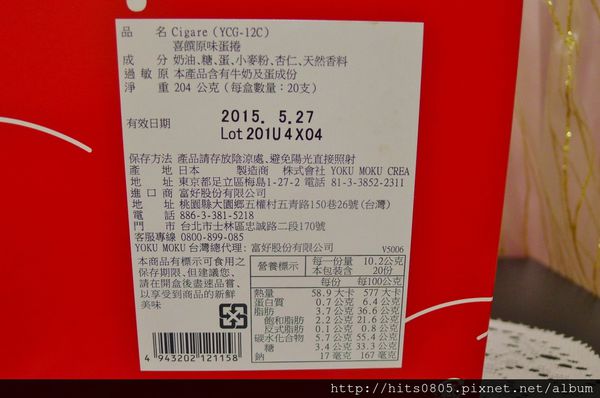 品 名 Cigare (YCG-12C)
喜饌原味蛋捲
成 分 奶油、糖、蛋、小麥粉、杏仁、天然香料
過敏原 本產品含有牛奶及蛋成份
淨 重 204 公克 (每盒數量：20支)
有效日期 2015. 5.27
Lot 201U4X04
保存方法 產品請存放陰涼處、避免陽光直接照射
產 地 日本 製造商 株式會社 YOKU MOKU CREA
地 址 東京都足立区梅島1-27-2 電話 81-3-3852-2311
進口商 富好股份有限公司
地 址 桃園縣大園鄉五權村五青路150巷26號(台灣)
電 話 886-3-381-5218
門 市 台北市士林區忠誠路二段170號
客服專線 0800-899-085
YOKU MOKU台灣總代理：富好股份有限公司 V5006
本商品有標示可食用之
保存期限、但建議您、
請在開盒後盡速品嘗、
以享受到商品的新鮮
美味
營養標示 每一份量 10.2公克
本包裝含 20份
每份 每100公克
熱量 58.9 大卡 577 大卡
蛋白質 0.7 公克 6.4 公克
脂肪 3.7 公克 36.6 公克
飽和脂肪 2.2 公克 21.6 公克
反式脂肪 0.1 公克 0.8 公克
碳水化合物 5.7 公克 55.4 公克
糖 3.4 公克 33.3 公克
鈉 17 毫克 167 毫克
4 943202 121158
http://hits0805.pixnet.net/album